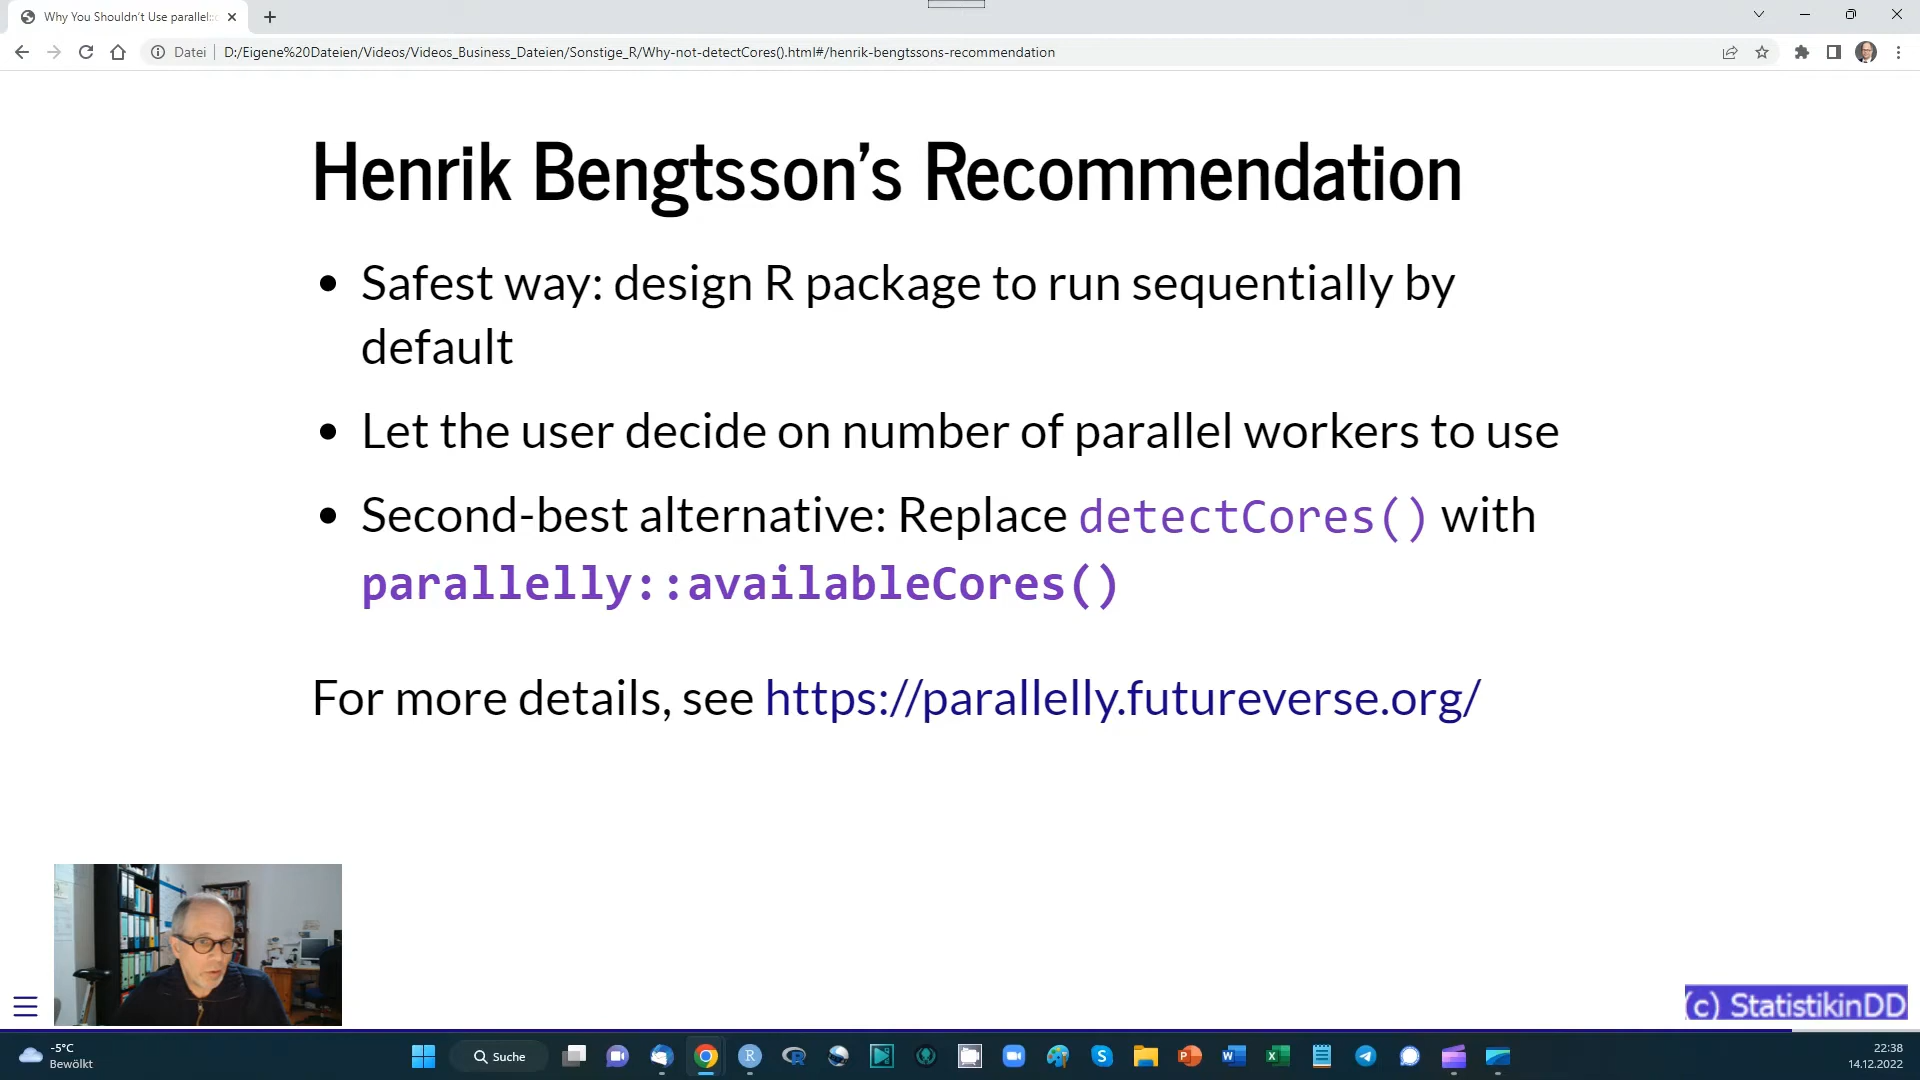 Why You Shouldn't Use parallel::
Datei
D:/Eigene%20Dateien/Videos/Videos_Business_Dateien/Sonstige_R/Why-not-detectCores().html#/henrik-bengtssons-recommendation
Henrik Bengtsson’s Recommendation
• Safest way: design R package to run sequentially by
default
• Let the user decide on number of parallel workers to use
• Second-best alternative: Replace detectCores() with
parallelly::availableCores()
For more details, see https://parallelly.futureverse.org/
(c) StatistikinDD
-5°C
Bewölkt
Suche
22:38
14.12.2022